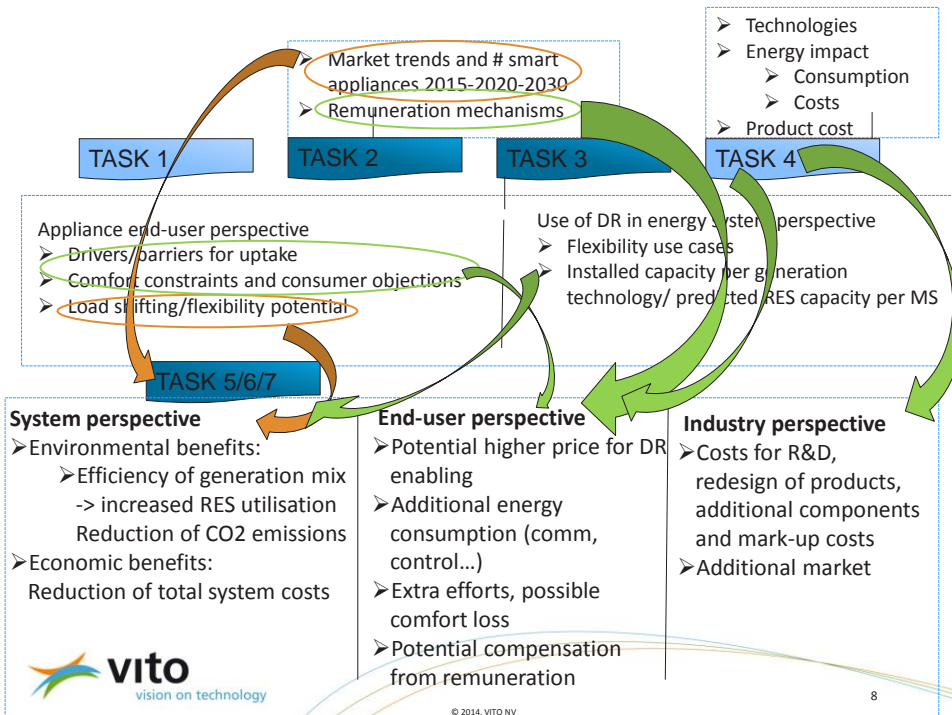 Market trends and # smart
appliances 2015-2020-2030
Remuneration mechanisms
Technologies
Energy impact
Consumption
Costs
Product cost
TASK 1
TASK 2
TASK 3
TASK 4
Appliance end-user perspective
Drivers/barriers for uptake
Comfort constraints and consumer objections
Load shifting/flexibility potential
Use of DR in energy system perspective
Flexibility use cases
Installed capacity per generation
technology/ predicted RES capacity per MS
TASK 5/6/7
System perspective
Environmental benefits:
Efficiency of generation mix
-> increased RES utilisation
Reduction of CO2 emissions
Economic benefits:
Reduction of total system costs
End-user perspective
Potential higher price for DR
enabling
Additional energy
consumption (comm,
control...)
Extra efforts, possible
comfort loss
Potential compensation
from remuneration
Industry perspective
Costs for R&D,
redesign of products,
additional components
and mark-up costs
Additional market
vito
vision on technology
8
© 2014, VITO NV